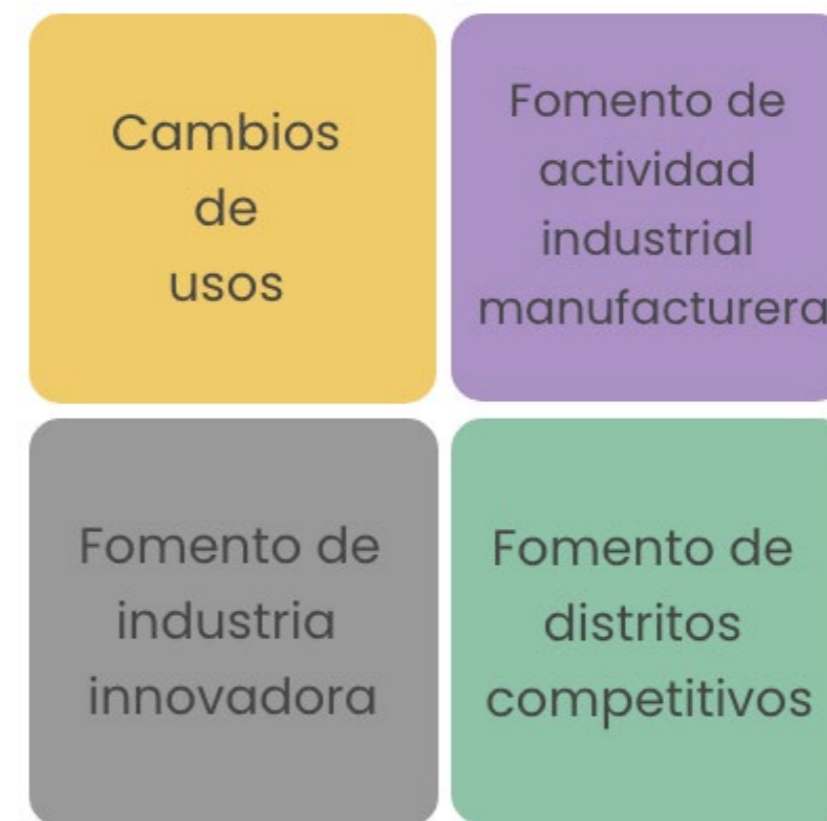 Cambios
de
usos
Fomento de
actividad
industrial
manufacturera
Fomento de
industria
innovadora
Fomento de
distritos
competitivos